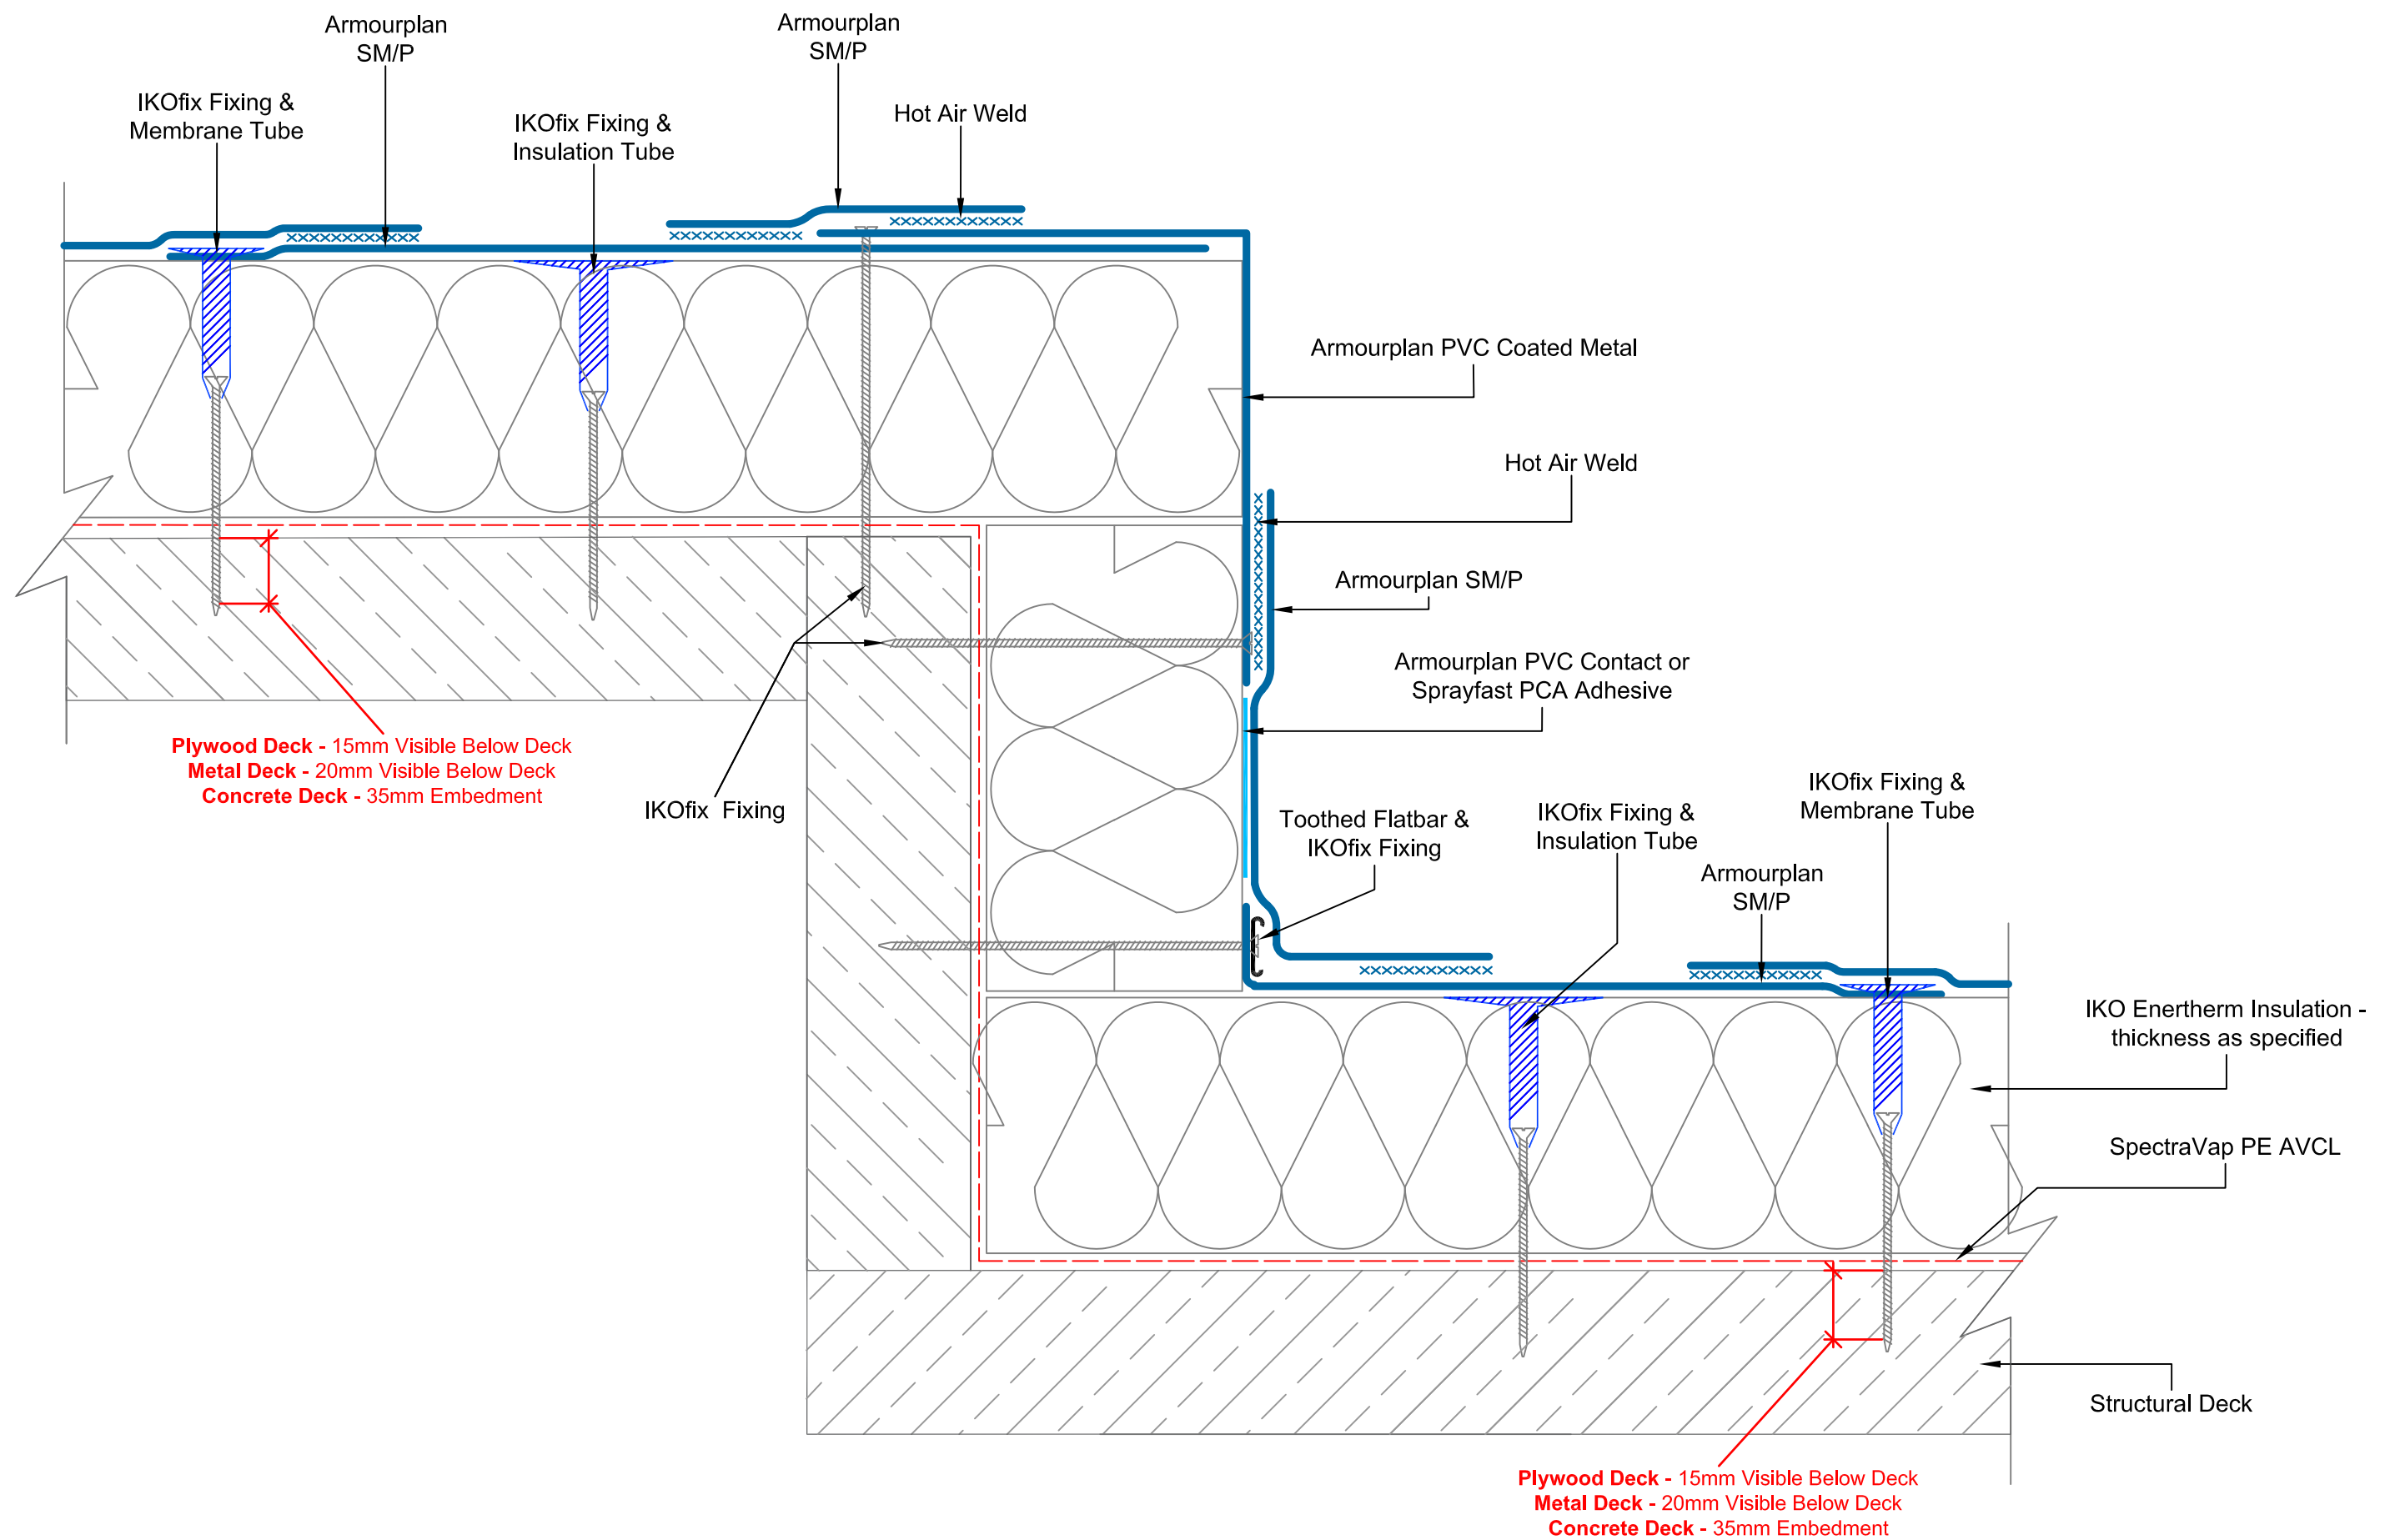 Armourplan
SM/P
Armourplan
SM/P
IKOfix Fixing &
Membrane Tube
IKOfix Fixing &
Insulation Tube
Hot Air Weld
Armourplan PVC Coated Metal
Hot Air Weld
Armourplan SM/P
Armourplan PVC Contact or
Sprayfast PCA Adhesive
Plywood Deck - 15mm Visible Below Deck
Metal Deck - 20mm Visible Below Deck
Concrete Deck - 35mm Embedment
IKOfix Fixing
Toothed Flatbar &
IKOfix Fixing
IKOfix Fixing &
Insulation Tube
IKOfix Fixing &
Membrane Tube
Armourplan
SM/P
IKO Enertherm Insulation -
thickness as specified
SpectraVap PE AVCL
Structural Deck
Plywood Deck - 15mm Visible Below Deck
Metal Deck - 20mm Visible Below Deck
Concrete Deck - 35mm Embedment